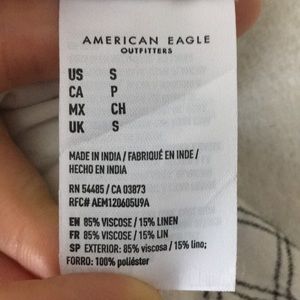 AMERICAN EAGLE
OUTFITTERS
US S
CA P
MX CH
UK S
MADE IN INDIA / FABRIQUÉ EN INDE /
HECHO EN INDIA
RN 54485 / CA 03873
RFC# AEM120605U9A
EN 85% VISCOSE / 15% LINEN
FR 85% VISCOSE / 15% LIN
SP EXTERIOR: 85% viscosa / 15% lino;
FORRO: 100% poliéster